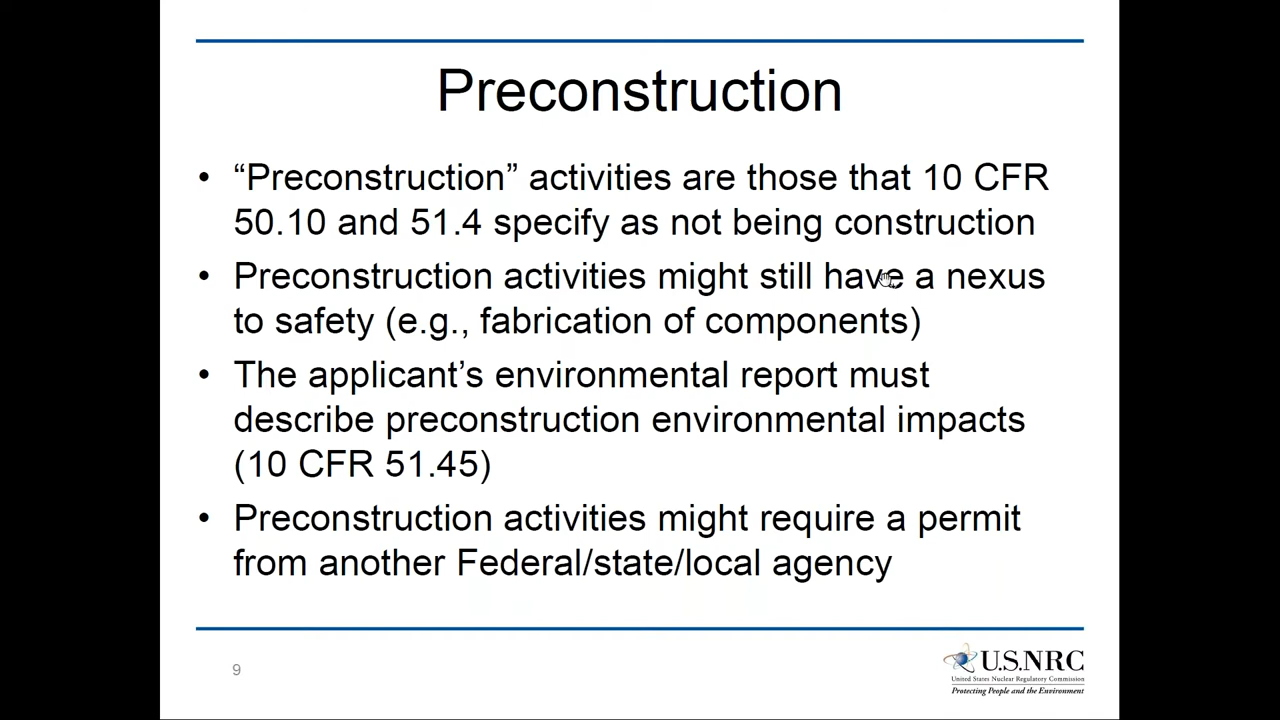 Preconstruction
• “Preconstruction” activities are those that 10 CFR
50.10 and 51.4 specify as not being construction
• Preconstruction activities might still have a nexus
to safety (e.g., fabrication of components)
• The applicant’s environmental report must
describe preconstruction environmental impacts
(10 CFR 51.45)
• Preconstruction activities might require a permit
from another Federal/state/local agency
9
U.S.NRC
United States Nuclear Regulatory Commission
Protecting People and the Environment